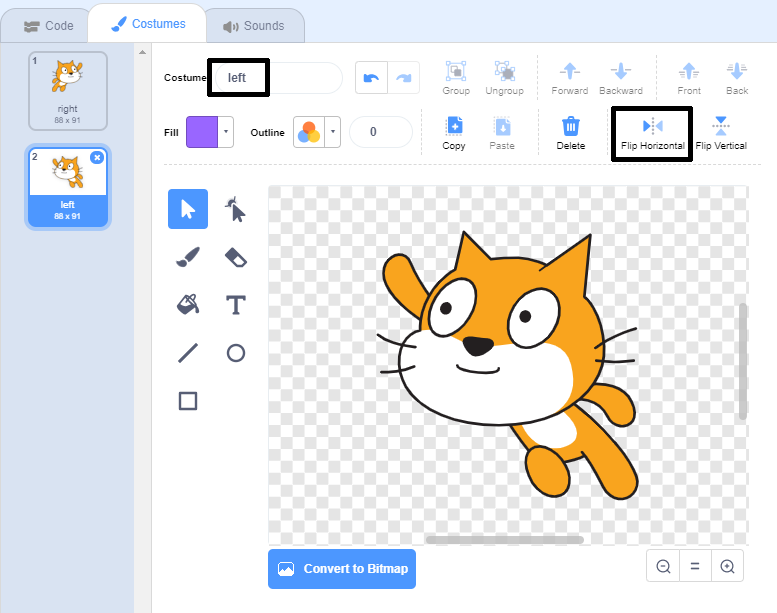 Code
Costumes
Sounds
1
right
88 x 91
2
left
88 x 91
Costume
left
Group
Ungroup
Forward
Backward
Front
Back
Fill
Outline
0
Copy
Paste
Delete
Flip Horizontal
Flip Vertical
T
Convert to Bitmap